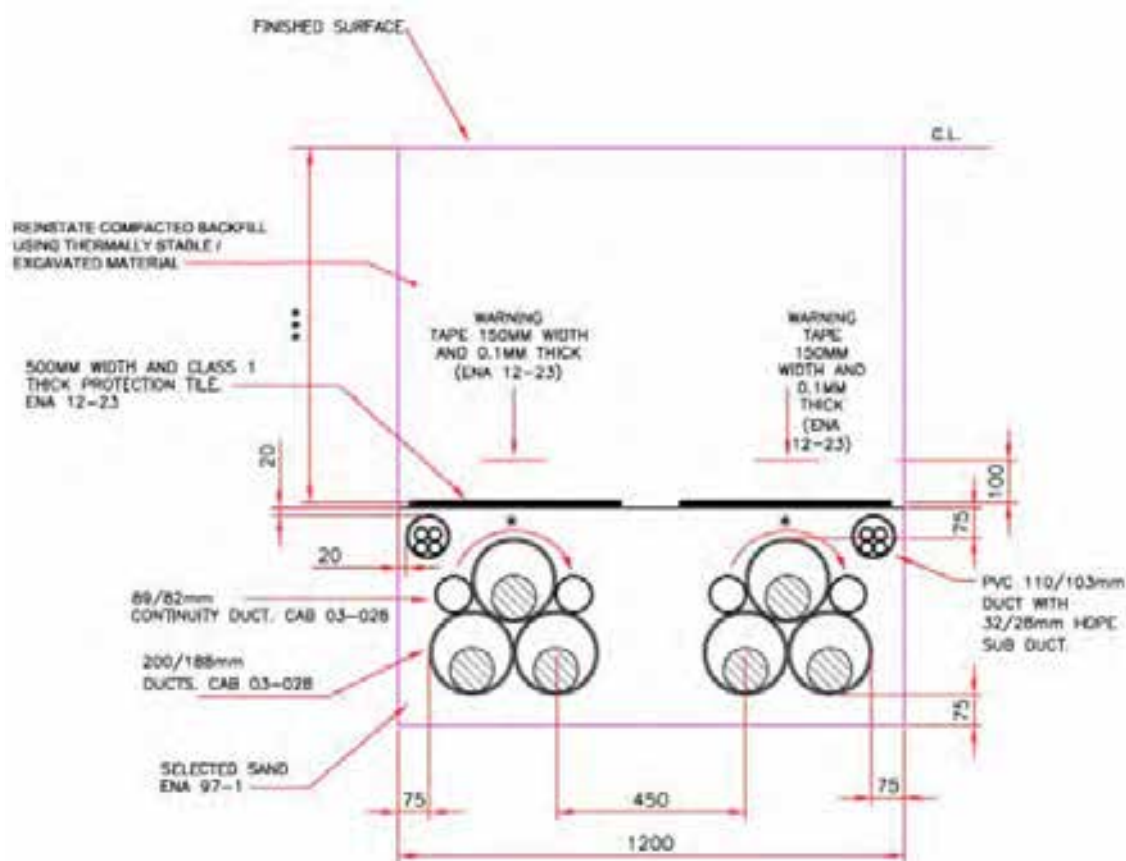 FINISHED SURFACE
G.L.
REINSTATE COMPACTED BACKFILL
USING THERMALLY STABLE /
EXCAVATED MATERIAL
***
WARNING
TAPE 150MM WIDTH
AND 0.1MM THICK
(ENA 12-23)
WARNING
TAPE
150MM
WIDTH AND
0.1MM
THICK
(ENA
12-23)
500MM WIDTH AND CLASS 1
THICK PROTECTION TILE.
ENA 12-23
20
100
75
*
*
20
89/82mm
CONTINUITY DUCT. CAB 03-028
PVC 110/103mm
DUCT WITH
32/28mm HDPE
SUB DUCT.
200/188mm
DUCTS. CAB 03-028
75
SELECTED SAND
ENA 97-1
75
450
75
1200